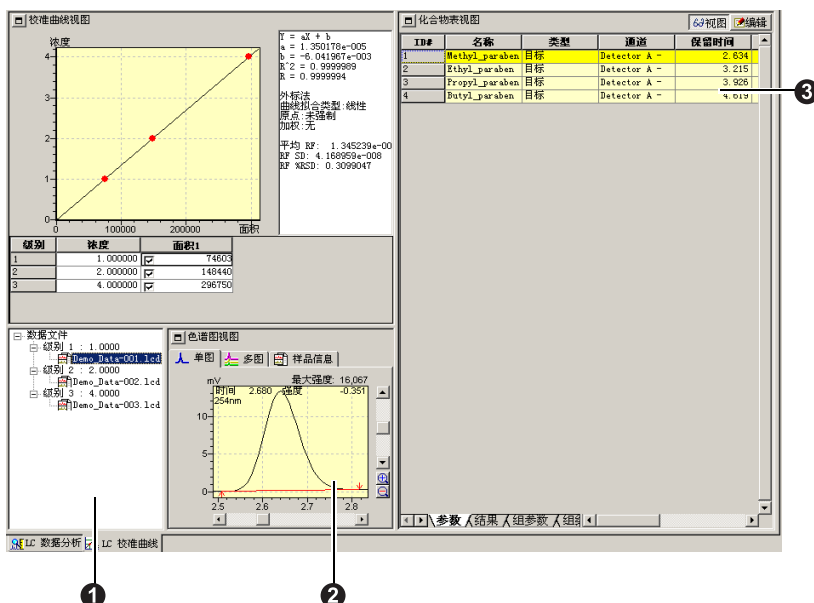 校准曲线视图
浓度
4
3
2
1
0
0 100000 200000 面积
Y = aX + b
a = 1.350178e-005
b = -6.041967e-003
R^2 = 0.9999989
R = 0.9999994
外标法
曲线拟合类型:线性
原点:未强制
加权:无
平均 RF: 1.345239e-00
RF SD: 4.168959e-008
RF %RSD: 0.3099047
级别 浓度 面积1
1 1.000000 74603
2 2.000000 148440
3 4.000000 296750
化合物表视图
视图 编辑
ID# 名称 类型 通道 保留时间
1 Methyl_paraben 目标 Detector A - 2.634
2 Ethyl_paraben 目标 Detector A - 3.215
3 Propyl_paraben 目标 Detector A - 3.926
4 Butyl_paraben 目标 Detector A - 4.819
3
数据文件
级别 1 : 1.0000
Demo_Data-001.lcd
级别 2 : 2.0000
Demo_Data-002.lcd
级别 3 : 4.0000
Demo_Data-003.lcd
色谱图视图
单图 多图 样品信息
mV 最大强度: 16,067
时间 2.680 强度 -0.351
254nm
10
5
0
2.5 2.6 2.7 2.8
参数 结果 组参数
LC 数据分析 LC 校准曲线
1 2